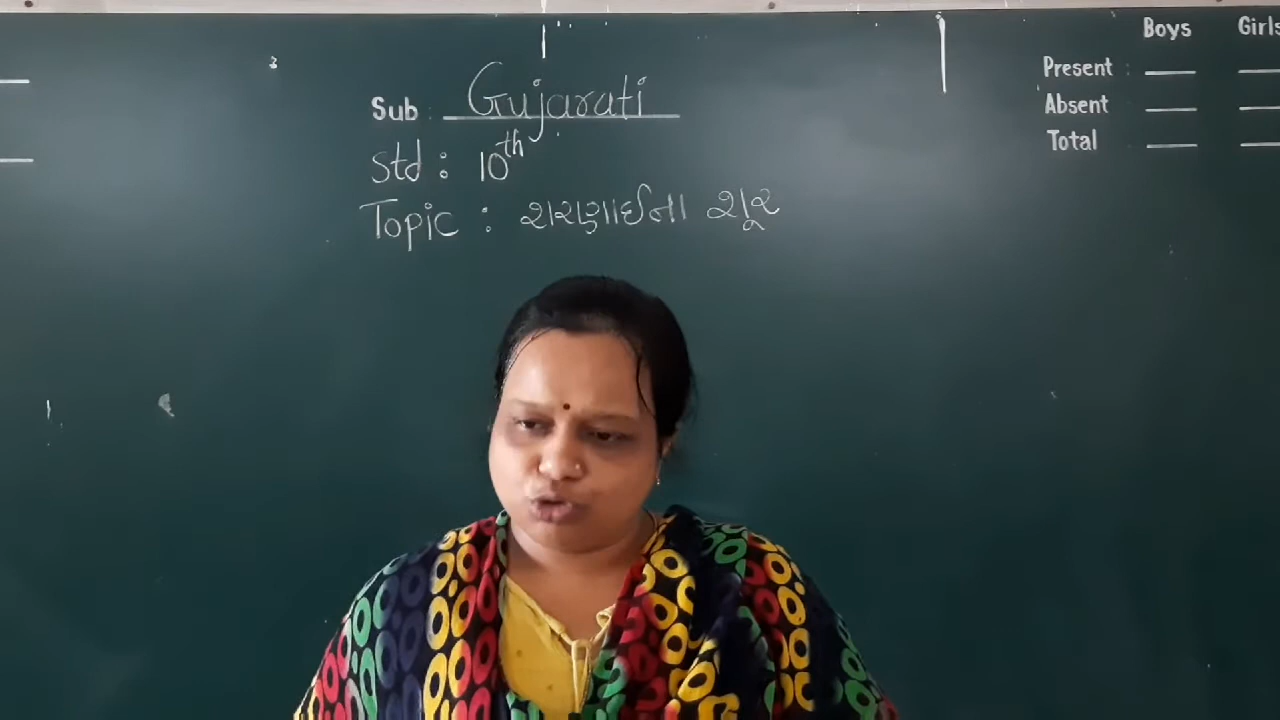 Sub Gujarati
Std : 10th
Topic : શરણાઈના શૂર
Boys Girls
Present
Absent
Total